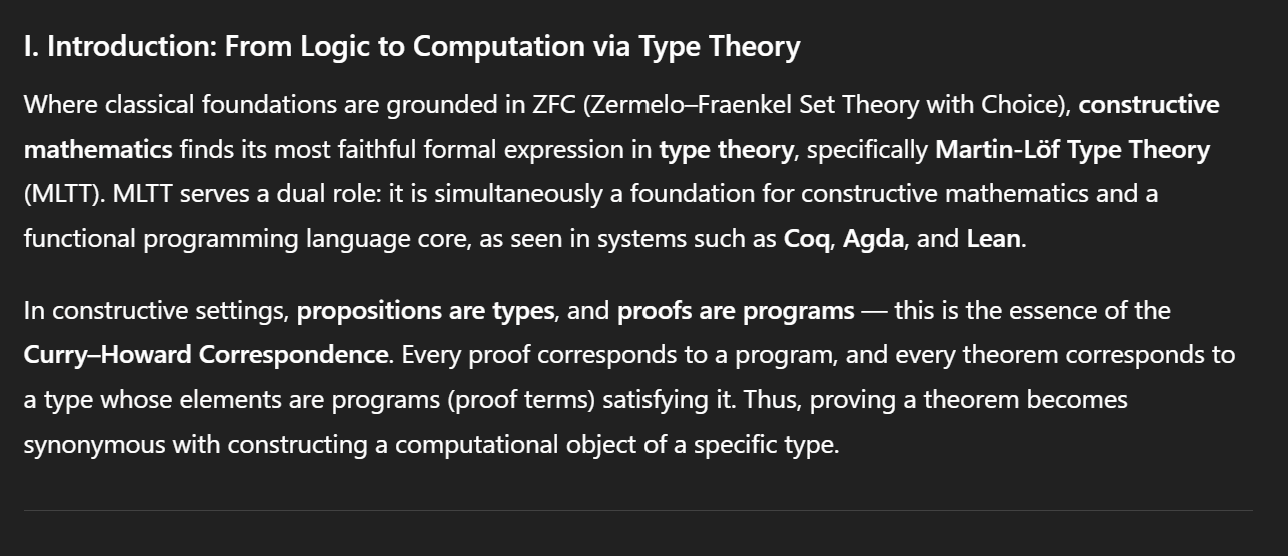 I. Introduction: From Logic to Computation via Type Theory
Where classical foundations are grounded in ZFC (Zermelo–Fraenkel Set Theory with Choice), constructive
mathematics finds its most faithful formal expression in type theory, specifically Martin-Löf Type Theory
(MLTT). MLTT serves a dual role: it is simultaneously a foundation for constructive mathematics and a
functional programming language core, as seen in systems such as Coq, Agda, and Lean.
In constructive settings, propositions are types, and proofs are programs — this is the essence of the
Curry–Howard Correspondence. Every proof corresponds to a program, and every theorem corresponds to
a type whose elements are programs (proof terms) satisfying it. Thus, proving a theorem becomes
synonymous with constructing a computational object of a specific type.